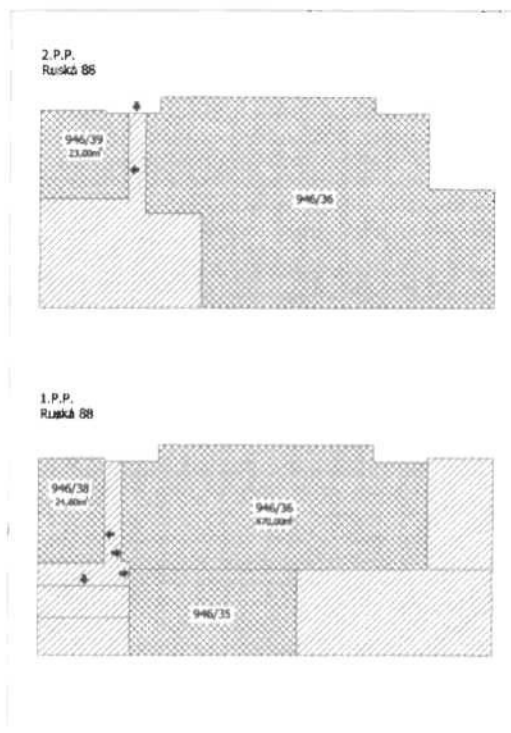 2.P.P.
Ruská 86
946/39
23,00m²
946/36
1.P.P.
Ruská 88
946/38
24,60m²
946/36
470,00m²
946/35